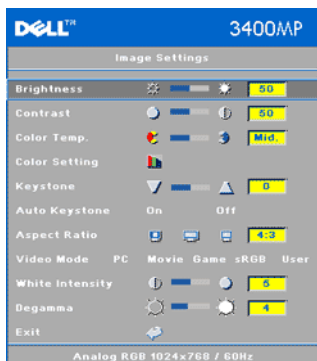 DELL™ 3400MP
Image Settings
Brightness 50
Contrast 50
Color Temp. Mid.
Color Setting
Keystone 0
Auto Keystone On Off
Aspect Ratio 4:3
Video Mode PC Movie Game sRGB User
White Intensity 5
Degamma 4
Exit
Analog RGB 1024x768 / 60Hz